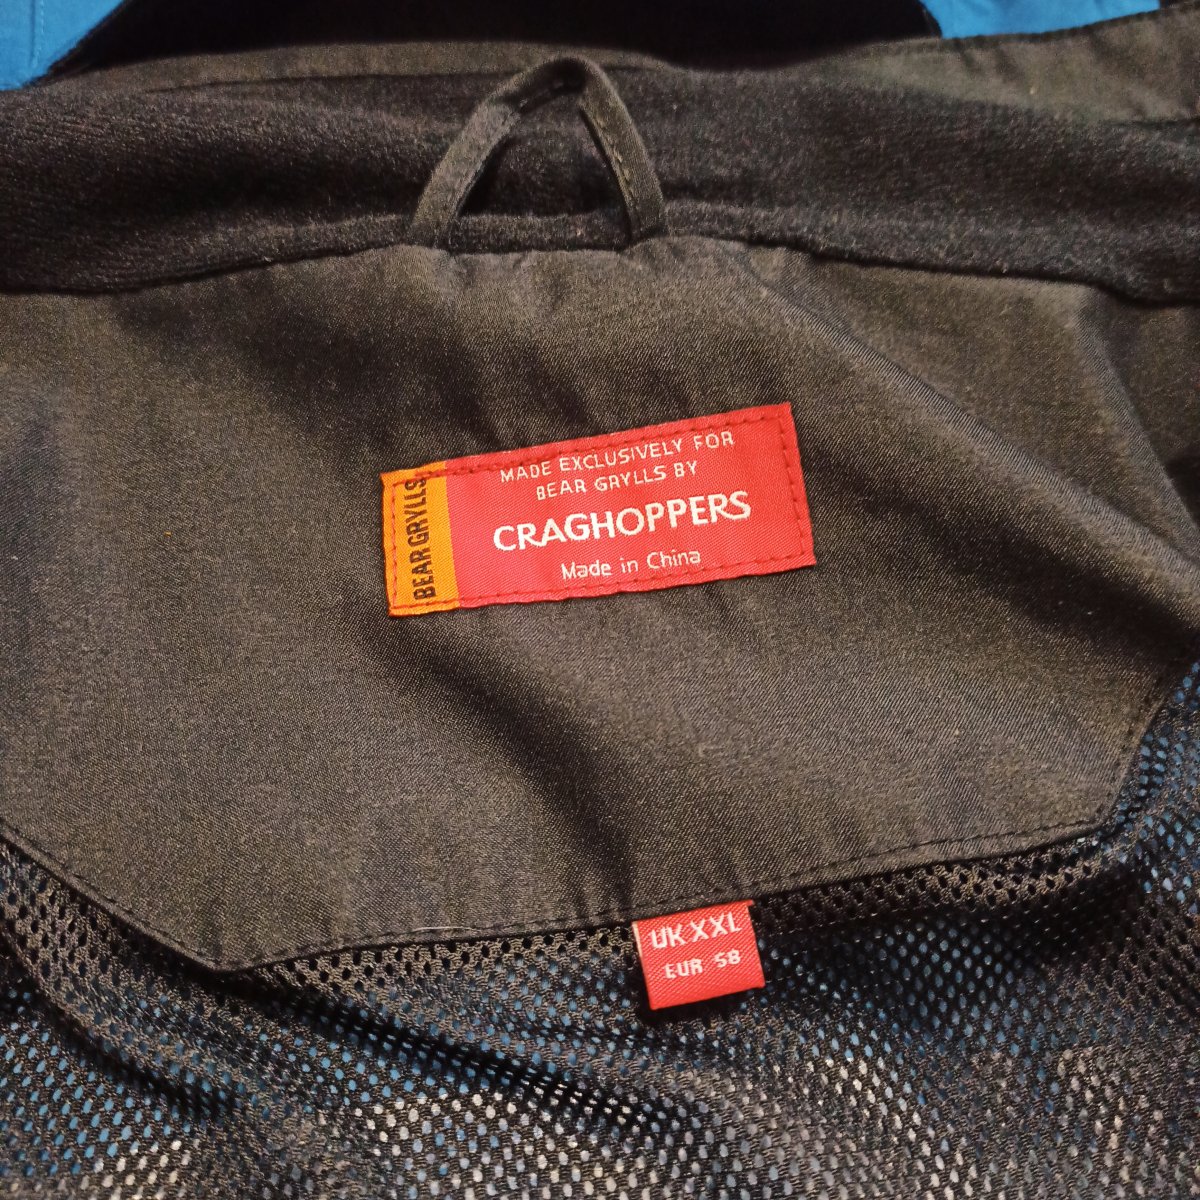 BEAR GRYLLS
MADE EXCLUSIVELY FOR
BEAR GRYLLS BY
CRAGHOPPERS
Made in China
UK XXL
EUR 58